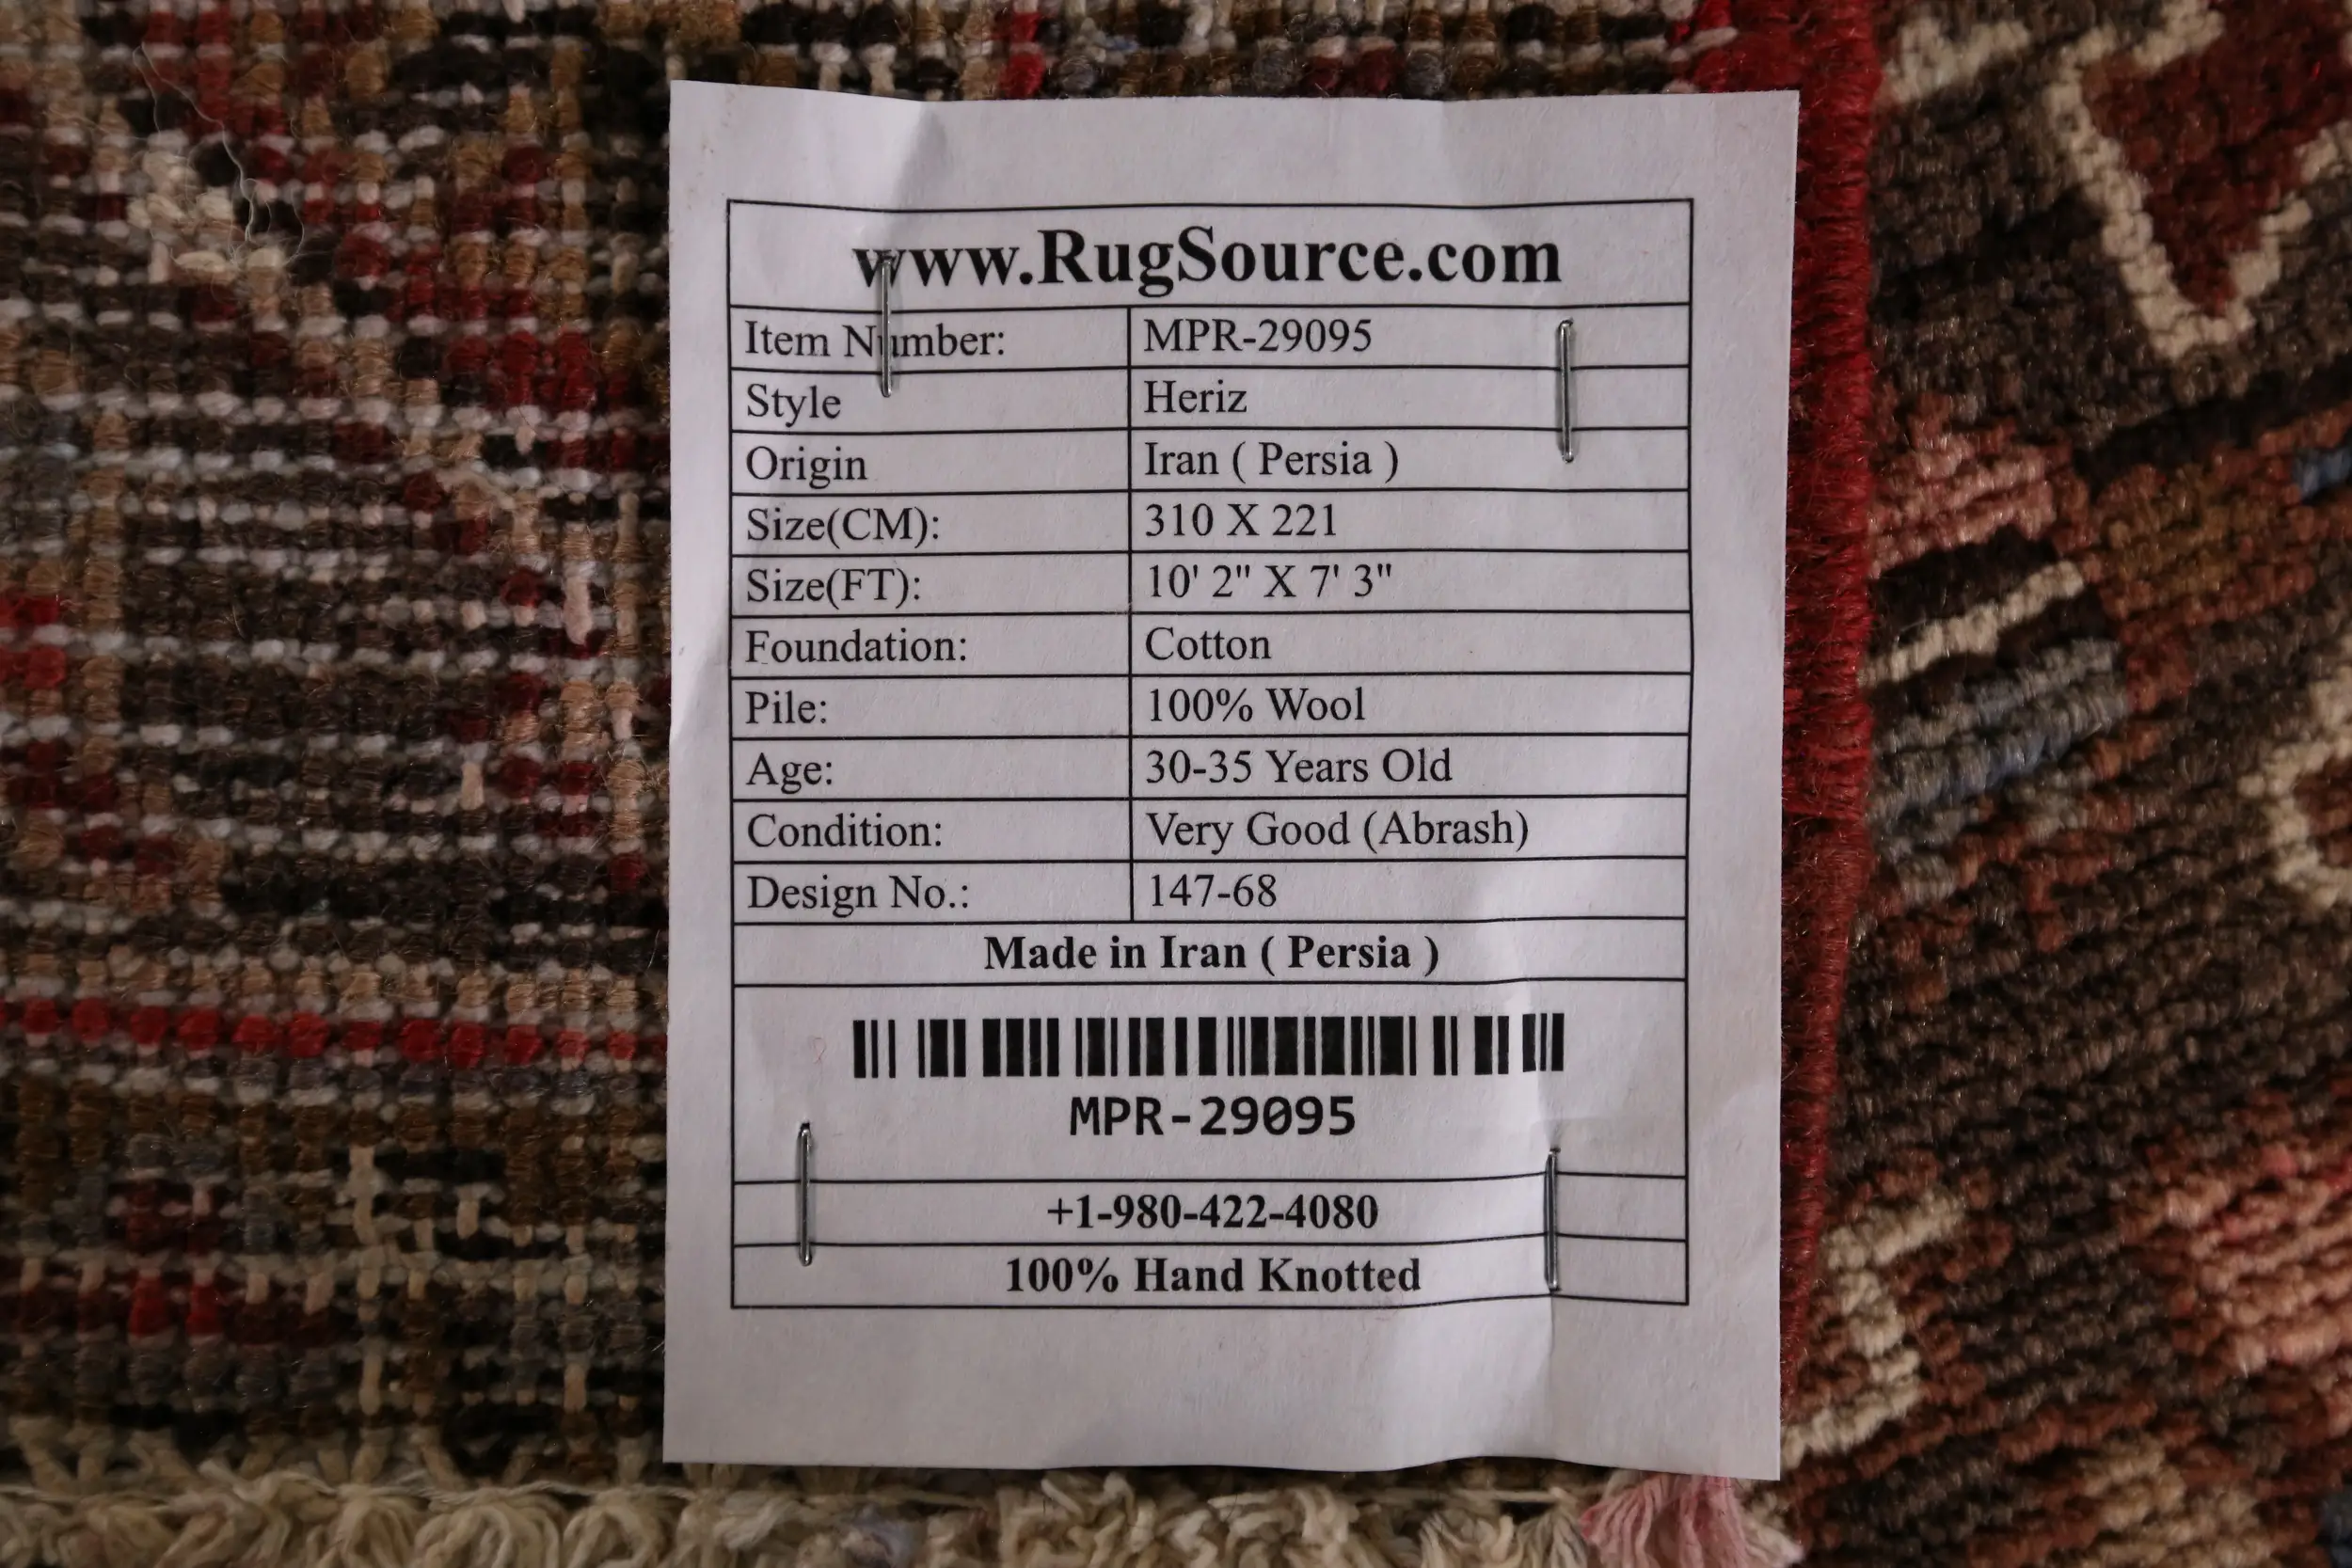 www.RugSource.com
Item Number: MPR-29095
Style Heriz
Origin Iran ( Persia )
Size(CM): 310 X 221
Size(FT): 10' 2" X 7' 3"
Foundation: Cotton
Pile: 100% Wool
Age: 30-35 Years Old
Condition: Very Good (Abrash)
Design No.: 147-68
Made in Iran ( Persia )
MPR-29095
+1-980-422-4080
100% Hand Knotted